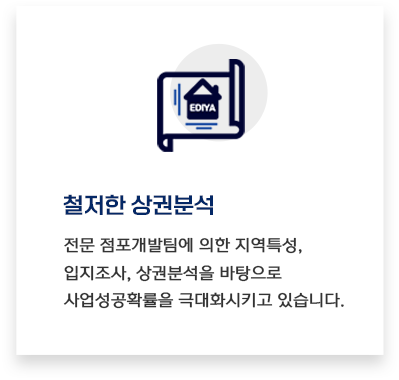 EDIYA
철저한 상권분석
전문 점포개발팀에 의한 지역특성,
입지조사, 상권분석을 바탕으로
사업성공확률을 극대화시키고 있습니다.